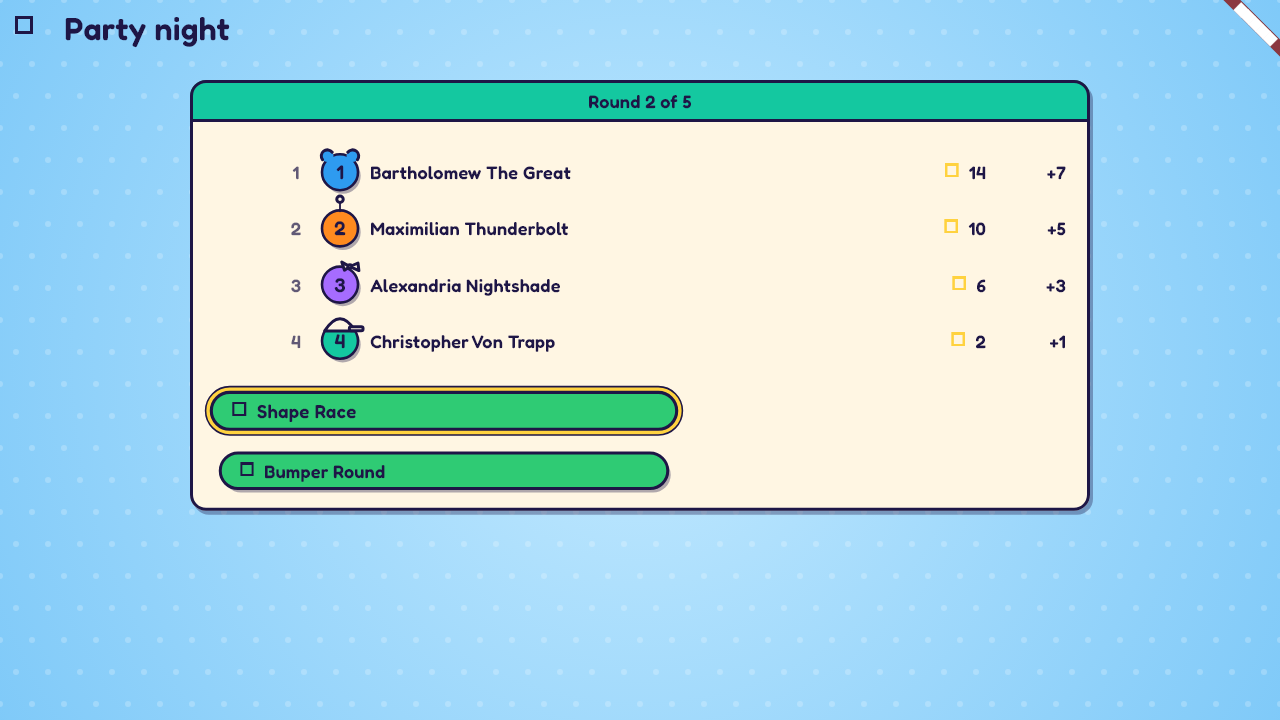 Party night
Round 2 of 5
1 1 Bartholomew The Great 14 +7
2 2 Maximilian Thunderbolt 10 +5
3 3 Alexandria Nightshade 6 +3
4 4 Christopher Von Trapp 2 +1
Shape Race
Bumper Round